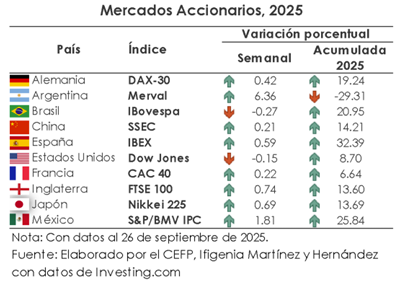 Mercados Accionarios, 2025
País Índice Variación porcentual
Semanal Acumulada 2025
Alemania DAX-30 0.42 19.24
Argentina Merval 6.36 -29.31
Brasil IBovespa -0.27 20.95
China SSEC 0.21 14.21
España IBEX 0.59 32.39
Estados Unidos Dow Jones -0.15 8.70
Francia CAC 40 0.22 6.64
Inglaterra FTSE 100 0.74 13.60
Japón Nikkei 225 0.69 13.69
México S&P/BMV IPC 1.81 25.84
Nota: Con datos al 26 de septiembre de 2025.
Fuente: Elaborado por el CEFP, Ifigenia Martínez y Hernández
con datos de Investing.com